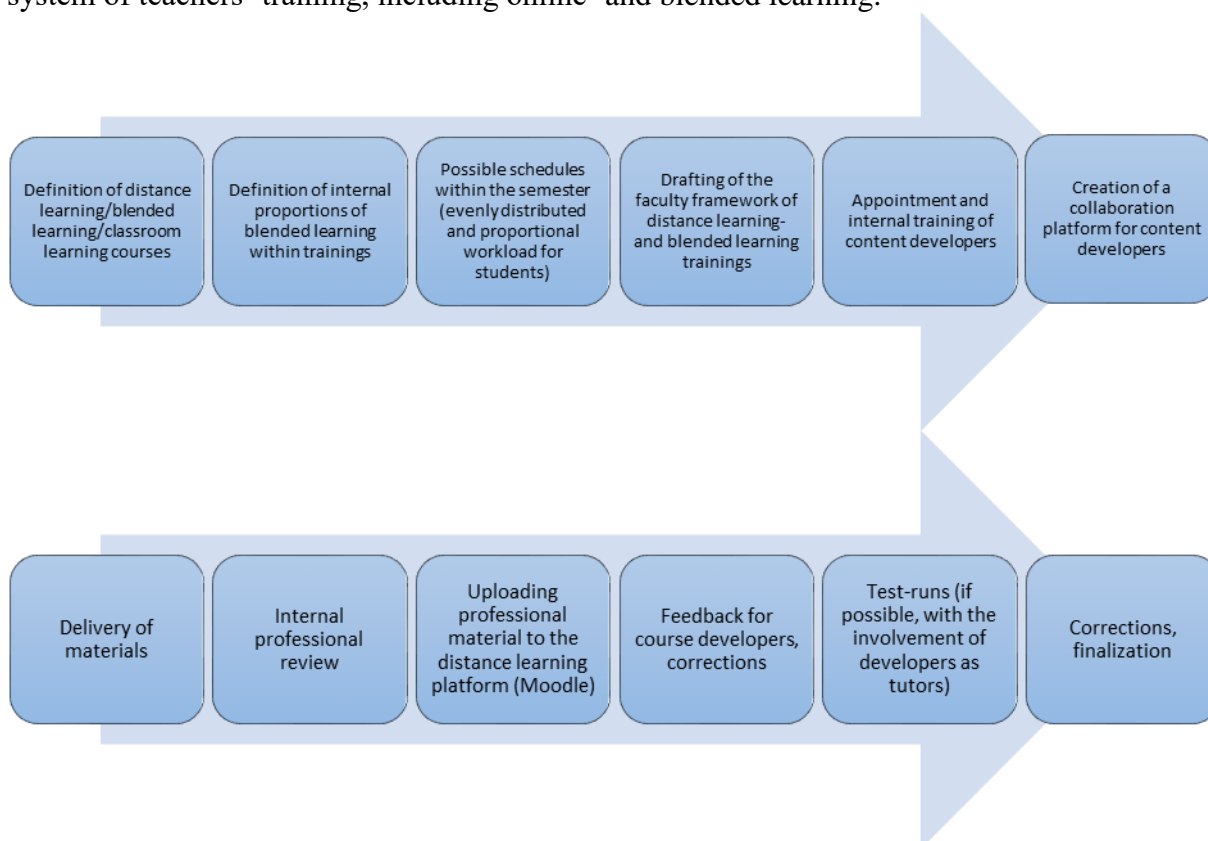 system of teachers' training, including online- and blended learning.
Definition of distance
learning/blended
learning/classroom
learning courses
Definition of internal
proportions of
blended learning
within trainings
Possible schedules
within the semester
(evenly distributed
and proportional
workload for
students)
Drafting of the
faculty framework of
distance learning-
and blended learning
trainings
Appointment and
internal training of
content developers
Creation of a
collaboration
platform for content
developers
Delivery of
materials
Internal
professional
review
Uploading
professional
material to the
distance learning
platform (Moodle)
Feedback for
course developers,
corrections
Test-runs (if
possible, with the
involvement of
developers as
tutors)
Corrections,
finalization